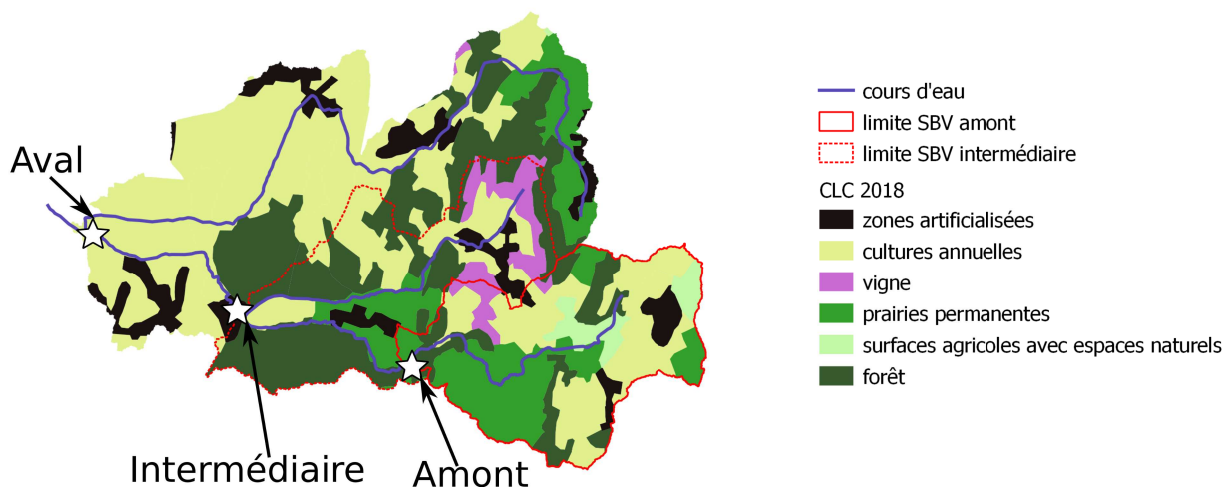 Aval
Intermédiaire
Amont
cours d'eau
limite SBV amont
limite SBV intermédiaire
CLC 2018
zones artificialisées
cultures annuelles
vigne
prairies permanentes
surfaces agricoles avec espaces naturels
forêt